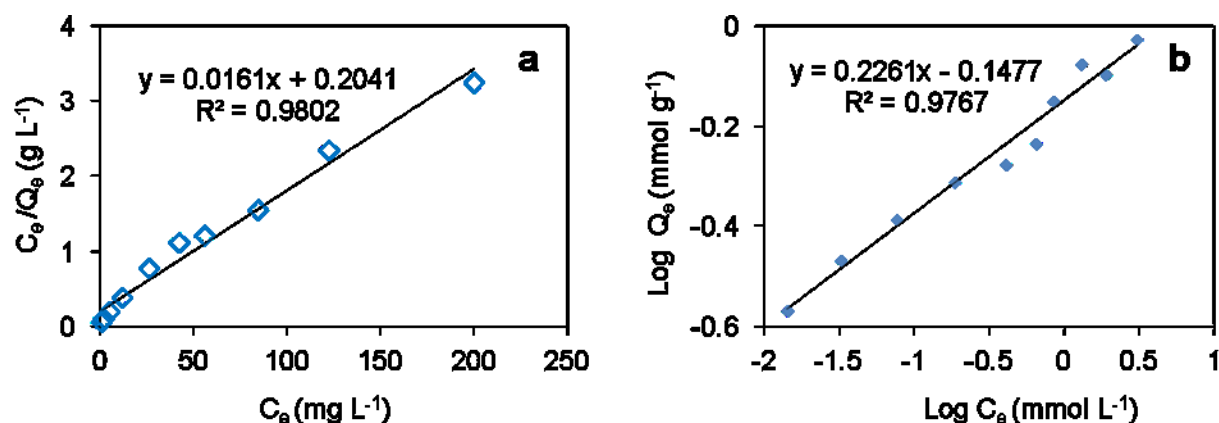 a
y = 0.0161x + 0.2041
R² = 0.9802
4
3
2
1
0
0 50 100 150 200 250
Cₑ/Qₑ (g L⁻¹)
Cₑ (mg L⁻¹)
b
y = 0.2261x - 0.1477
R² = 0.9767
-0
-0.2
-0.4
-0.6
-2 -1.5 -1 -0.5 0 0.5 1
Log Qₑ (mmol g⁻¹)
Log Cₑ (mmol L⁻¹)